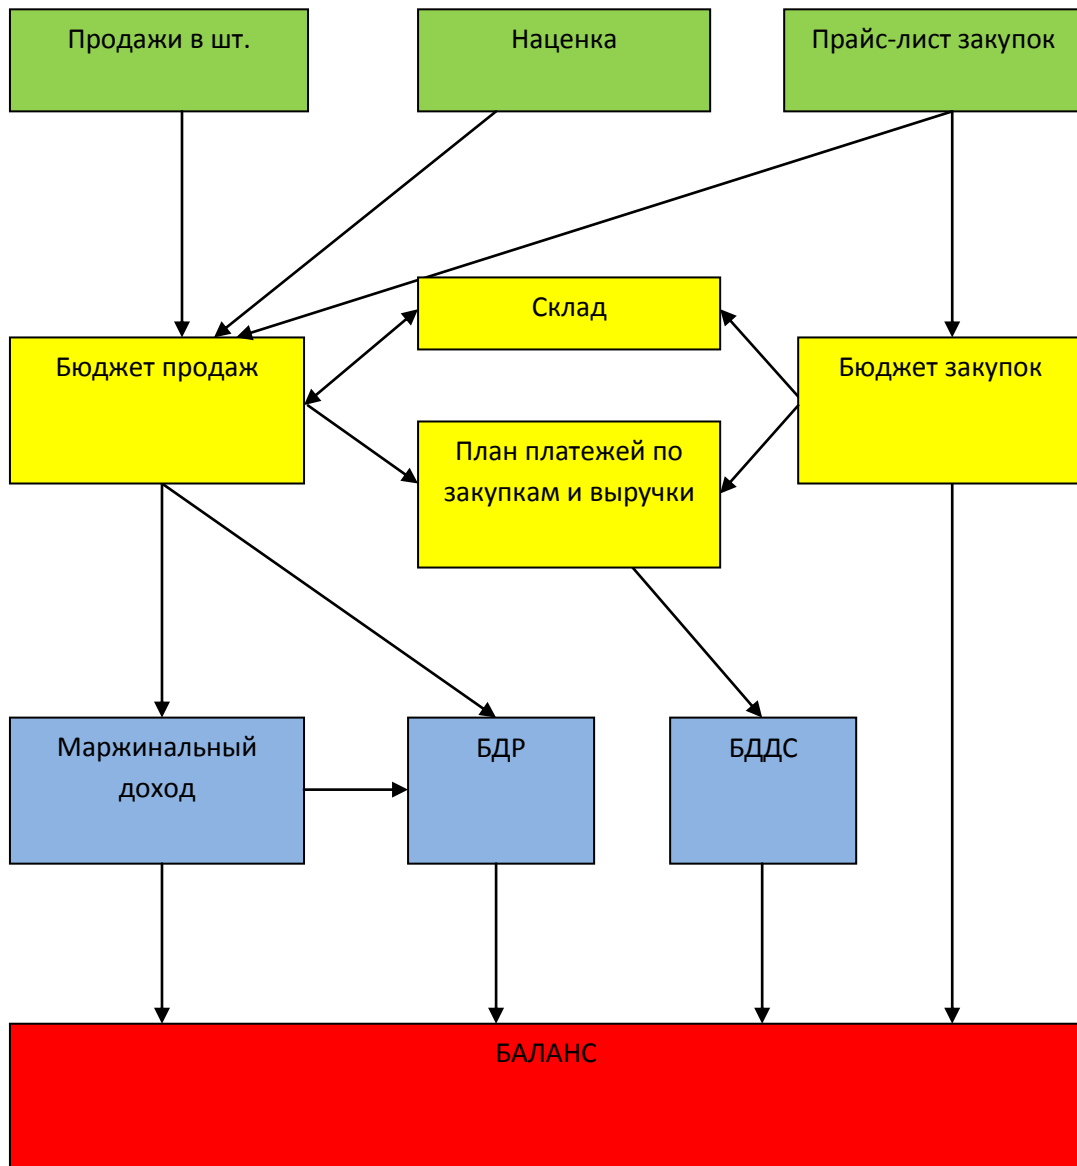 Продажи в шт.
Наценка
Прайс-лист закупок
Склад
Бюджет продаж
Бюджет закупок
План платежей по
закупкам и выручки
Маржинальный
доход
БДР
БДДС
БАЛАНС